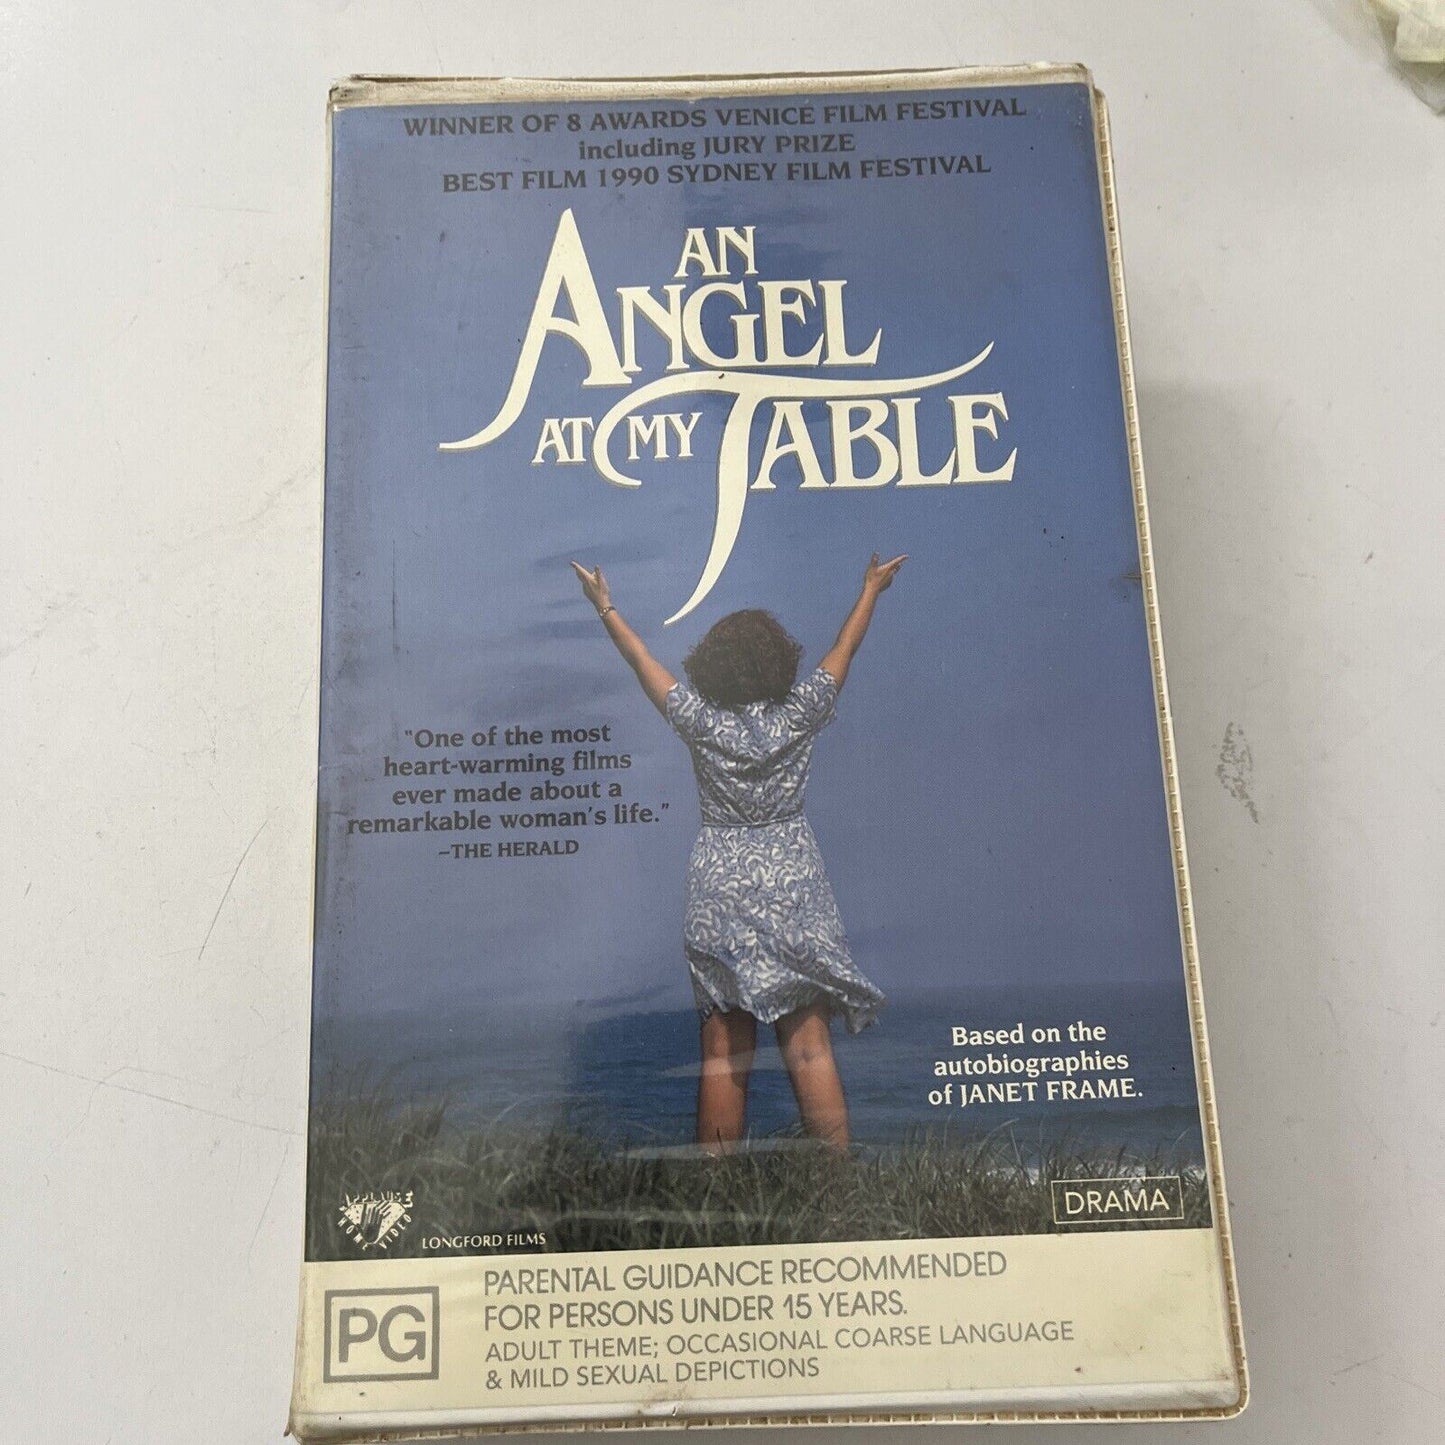 WINNER OF 8 AWARDS VENICE FILM FESTIVAL
including JURY PRIZE
BEST FILM 1990 SYDNEY FILM FESTIVAL
AN
ANGEL
AT MY TABLE
"One of the most
heart-warming films
ever made about a
remarkable woman's life."
–THE HERALD
Based on the
autobiographies
of JANET FRAME.
DRAMA
APPLAUSE
HOME VIDEO
LONGFORD FILMS
PG
PARENTAL GUIDANCE RECOMMENDED
FOR PERSONS UNDER 15 YEARS.
ADULT THEME; OCCASIONAL COARSE LANGUAGE
& MILD SEXUAL DEPICTIONS